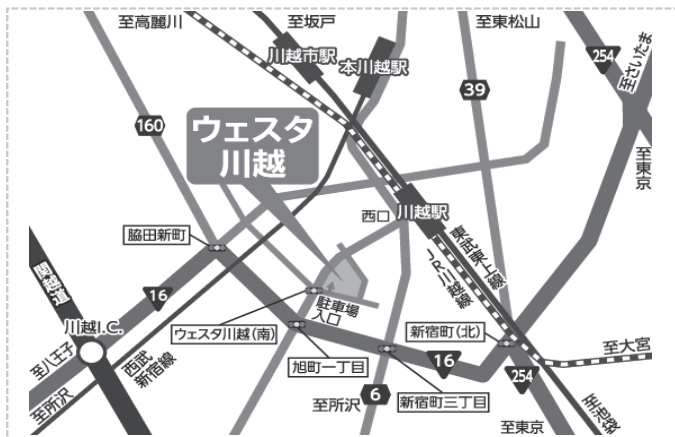 至高麗川
至坂戸
至東松山
川越市駅
本川越駅
254
至さいたま
39
160
ウェスタ
川越
至東京
西口
川越駅
脇田新町
東武東上線
JR川越線
関越道
16
駐車場
入口
川越I.C.
ウェスタ川越(南)
新宿町(北)
至大宮
至八王子
西武
新宿線
旭町一丁目
16
254
至所沢
至所沢
6
新宿町三丁目
至池袋
至東京